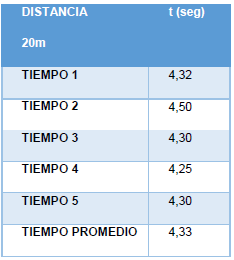 DISTANCIA t (seg)
20m
TIEMPO 1 4,32
TIEMPO 2 4,50
TIEMPO 3 4,30
TIEMPO 4 4,25
TIEMPO 5 4,30
TIEMPO PROMEDIO 4,33